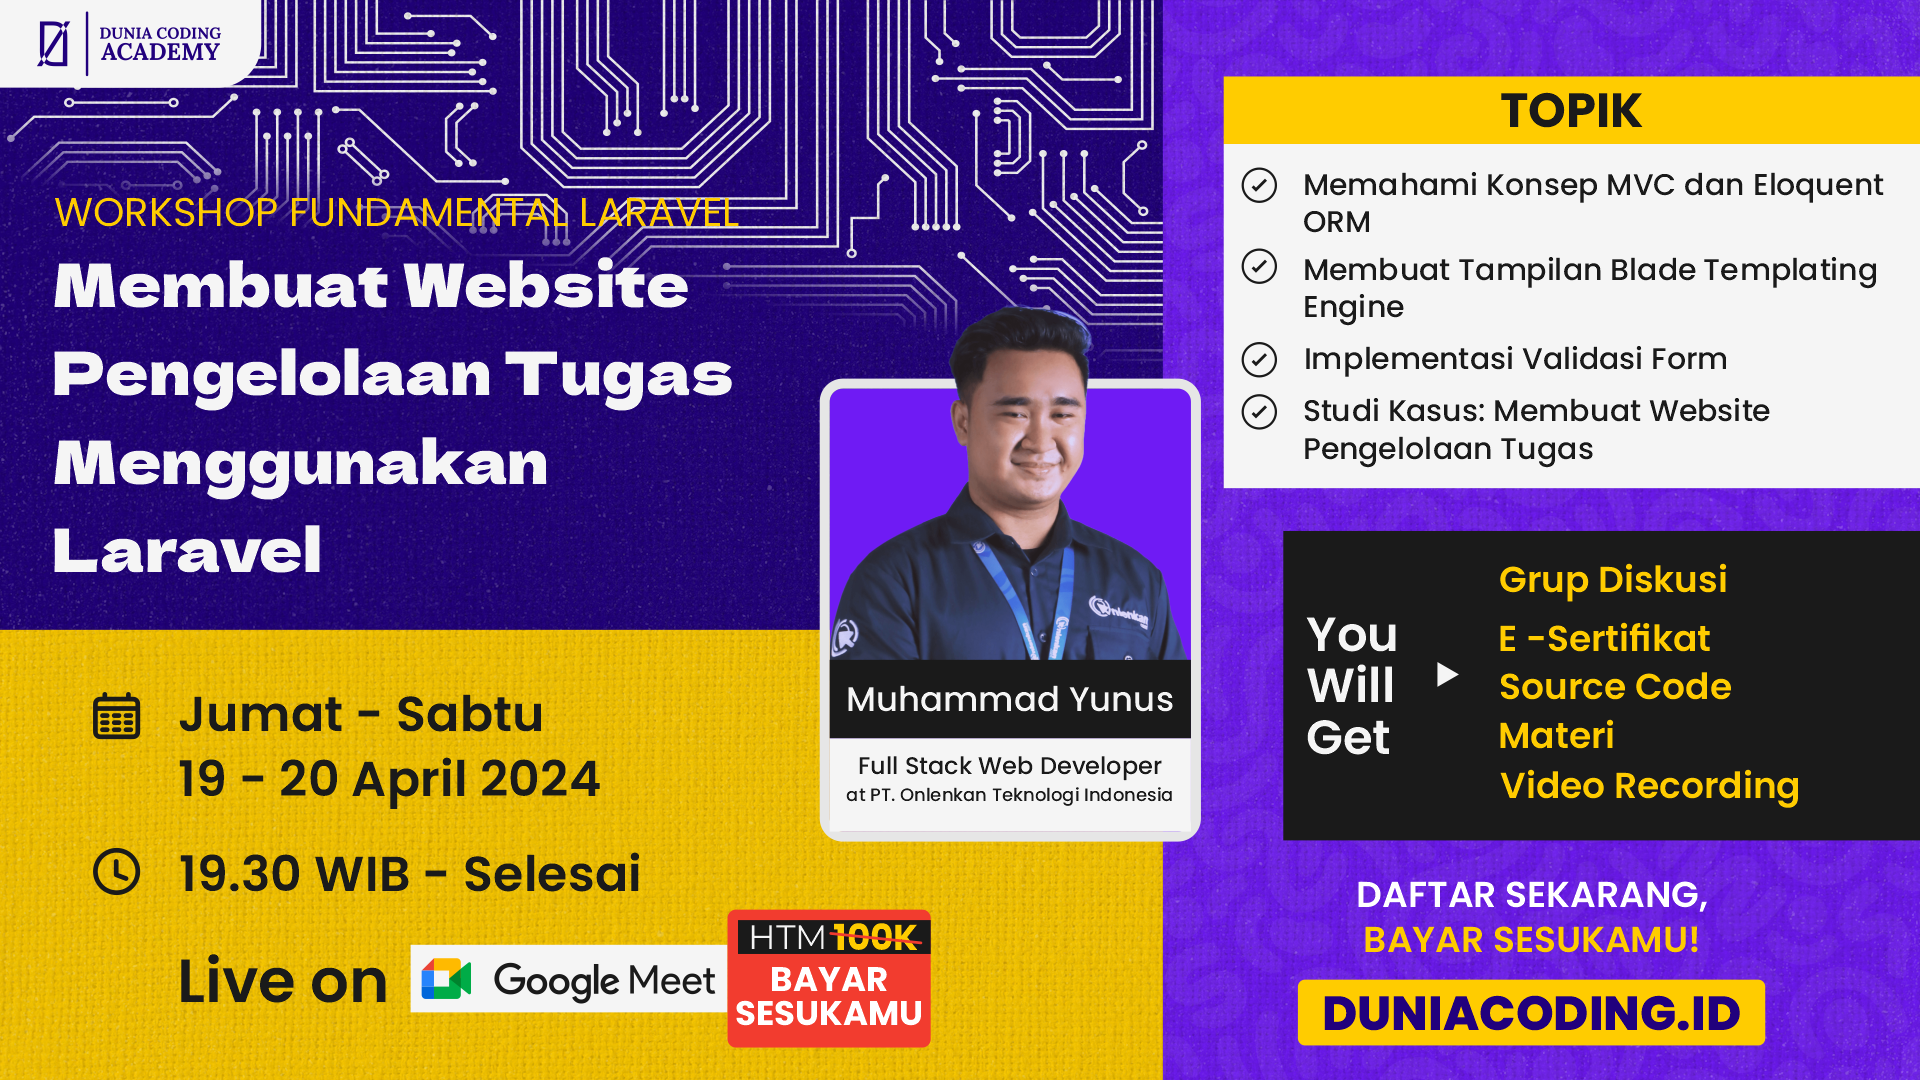 DUNIA CODING
ACADEMY
WORKSHOP FUNDAMENTAL LARAVEL
Membuat Website
Pengelolaan Tugas
Menggunakan
Laravel
Jumat - Sabtu
19 - 20 April 2024
19.30 WIB - Selesai
Live on
Google Meet
HTM 100K
BAYAR
SESUKAMU
Onlenkan
Muhammad Yunus
Full Stack Web Developer
at PT. Onlenkan Teknologi Indonesia
TOPIK
Memahami Konsep MVC dan Eloquent
ORM
Membuat Tampilan Blade Templating
Engine
Implementasi Validasi Form
Studi Kasus: Membuat Website
Pengelolaan Tugas
You
Will
Get
Grup Diskusi
E -Sertifikat
Source Code
Materi
Video Recording
DAFTAR SEKARANG,
BAYAR SESUKAMU!
DUNIACODING.ID